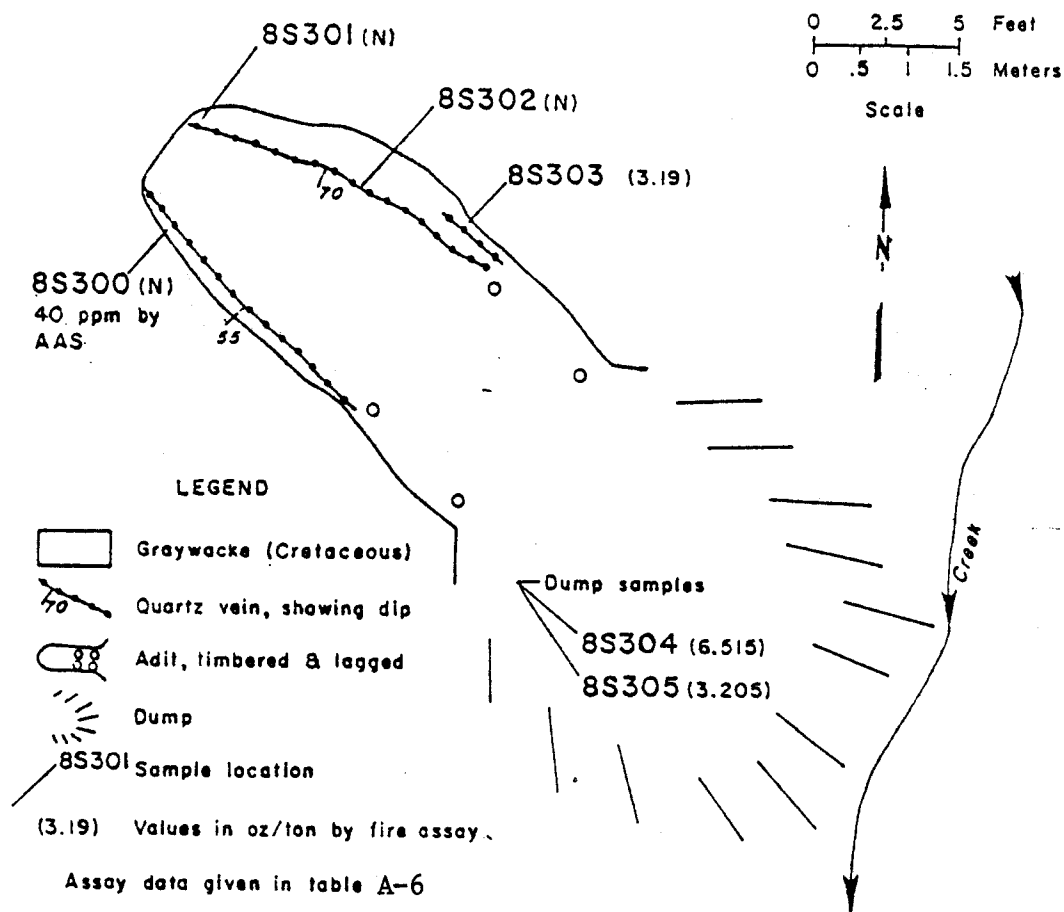 8S301 (N)
8S302 (N)
8S303 (3.19)
70
8S300 (N)
40 ppm by
AAS
55
0 2.5 5 Feet
0 .5 1 1.5 Meters
Scale
N
Creek
Dump samples
8S304 (6.515)
8S305 (3.205)
LEGEND
Graywacke (Cretaceous)
70 Quartz vein, showing dip
Adit, timbered & lagged
Dump
8S301 Sample location
(3.19) Values in oz/ton by fire assay.
Assay data given in table A-6